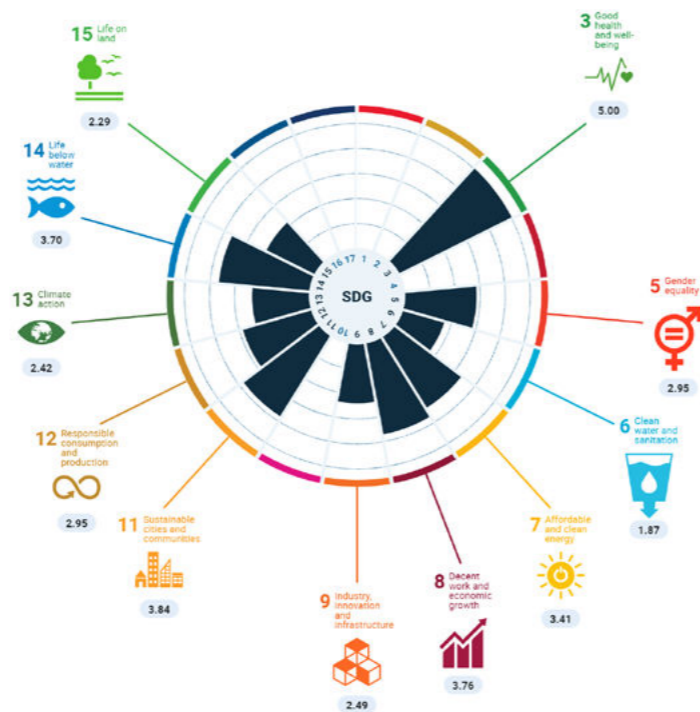 15 Life on
land
2.29
3 Good
health
and well-
being
5.00
14 Life
below
water
3.70
13 Climate
action
2.42
12 Responsible
consumption
and
production
2.95
11 Sustainable
cities and
communities
3.84
9 Industry,
innovation
and
infrastructure
2.49
8 Decent
work and
economic
growth
3.76
7 Affordable
and clean
energy
3.41
6 Clean
water and
sanitation
1.87
5 Gender
equality
2.95
SDG
1
2
3
4
5
6
7
8
9
10
11
12
13
14
15
16
17